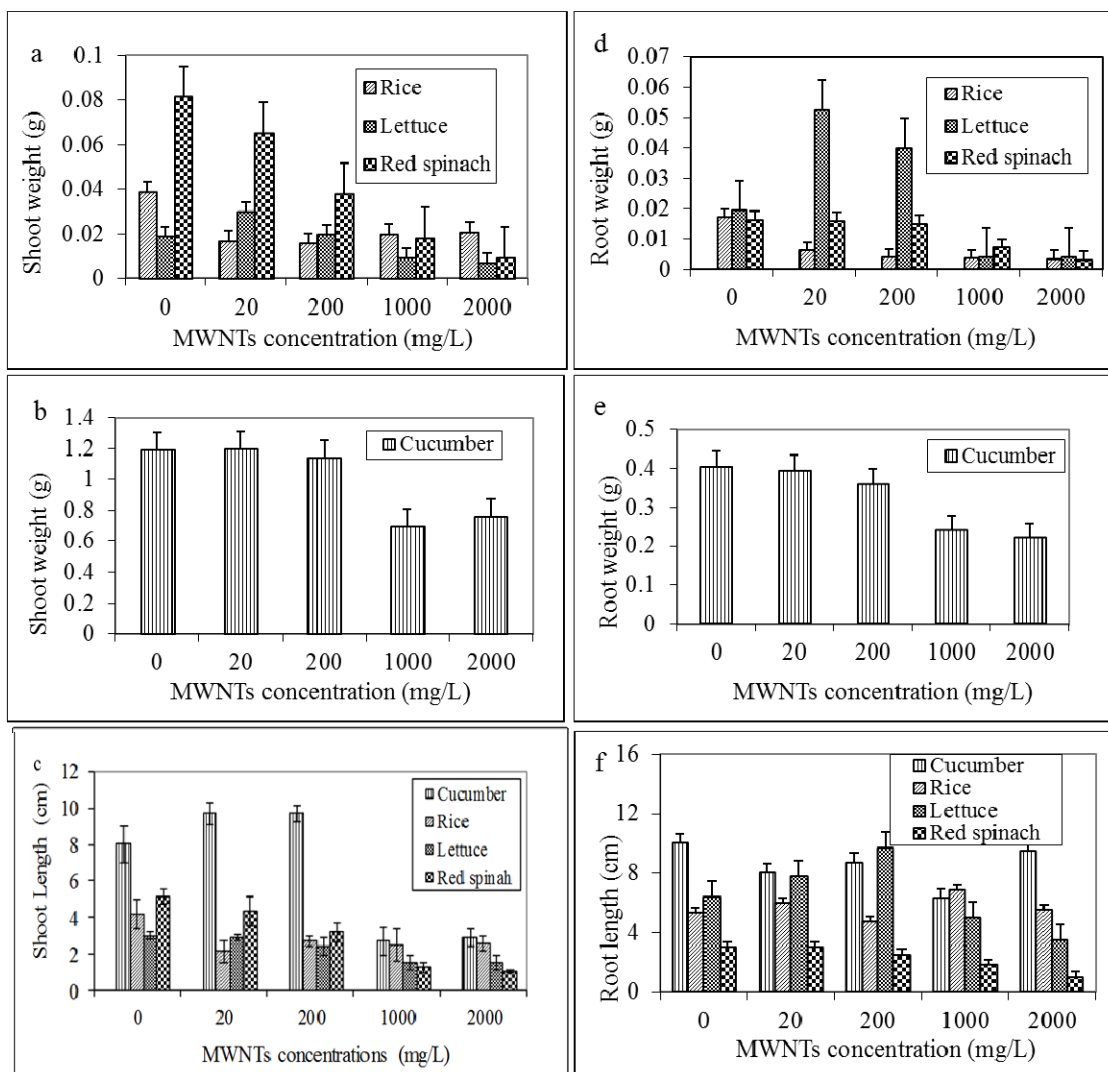 a
0.1
0.08
0.06
0.04
0.02
0
Shoot weight (g)
Rice
Lettuce
Red spinach
0 20 200 1000 2000
MWNTs concentration (mg/L)
d
0.07
0.06
0.05
0.04
0.03
0.02
0.01
0
Root weight (g)
Rice
Lettuce
Red spinach
0 20 200 1000 2000
MWNTs concentration (mg/L)
b
1.4
1.2
1
0.8
0.6
0.4
0.2
0
Shoot weight (g)
Cucumber
0 20 200 1000 2000
MWNTs concentration (mg/L)
e
0.5
0.4
0.3
0.2
0.1
0
Root weight (g)
Cucumber
0 20 200 1000 2000
MWNTs concentration (mg/L)
c
12
10
8
6
4
2
0
Shoot Length (cm)
Cucumber
Rice
Lettuce
Red spinah
0 20 200 1000 2000
MWNTs concentrations (mg/L)
f
16
12
8
4
0
Root length (cm)
Cucumber
Rice
Lettuce
Red spinach
0 20 200 1000 2000
MWNTs concentration (mg/L)